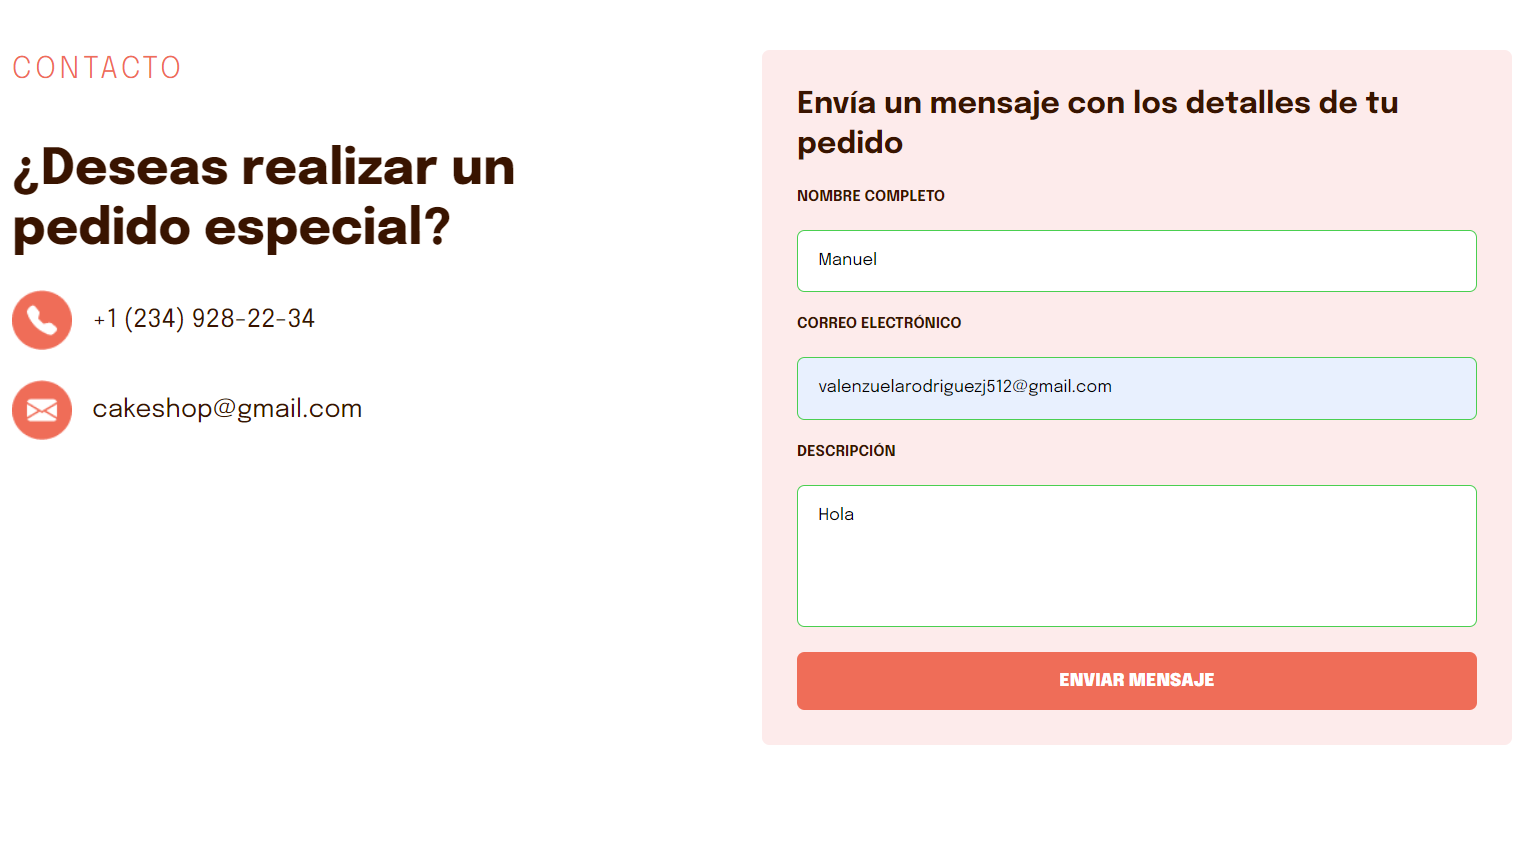 CONTACTO
¿Deseas realizar un
pedido especial?
+1 (234) 928-22-34
cakeshop@gmail.com
Envía un mensaje con los detalles de tu
pedido
NOMBRE COMPLETO
Manuel
CORREO ELECTRÓNICO
valenzuelarodriguezj512@gmail.com
DESCRIPCIÓN
Hola
ENVIAR MENSAJE